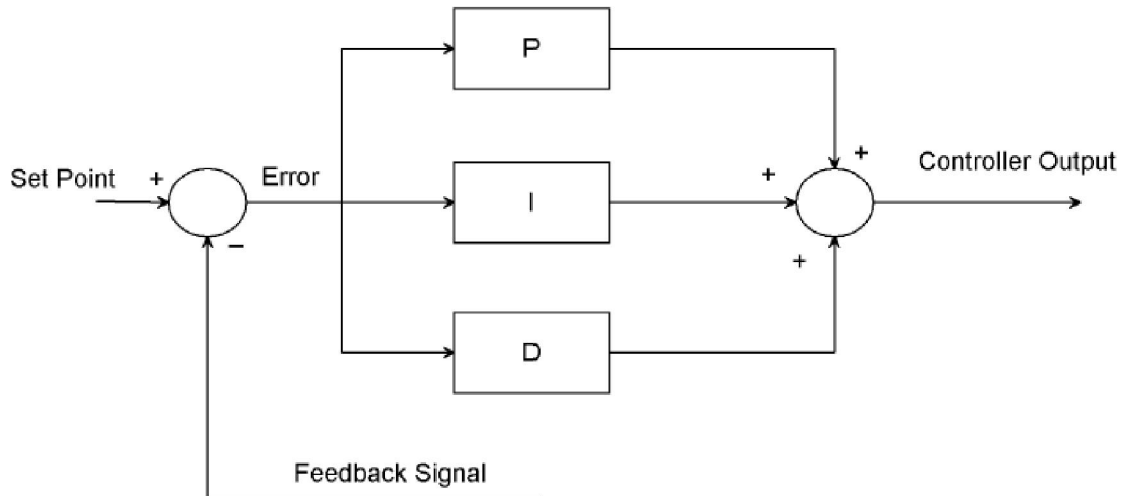 P
+
Set Point
+
Error
I
+
Controller Output
−
+
D
Feedback Signal